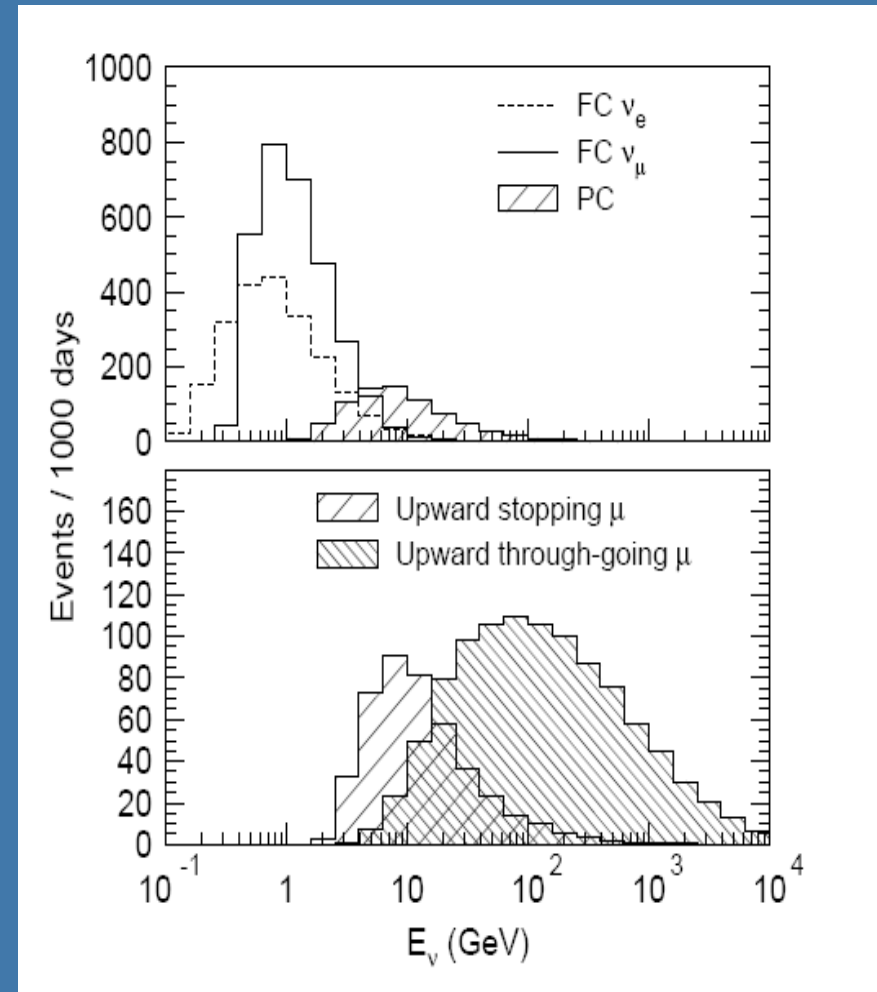 1000
800
600
400
200
0
FC νe
FC νμ
PC
Events / 1000 days
160
140
120
100
80
60
40
20
0
Upward stopping μ
Upward through-going μ
10⁻¹ 1 10 10² 10³ 10⁴
Eν (GeV)